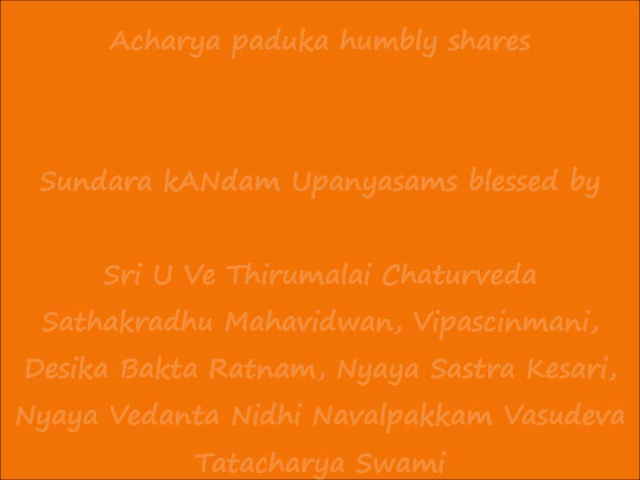 Acharya paduka humbly shares
Sundara kANdam Upanyasams blessed by
Sri U Ve Thirumalai Chaturveda
Sathakradhu Mahavidwan, Vipascinmani,
Desika Bakta Ratnam, Nyaya Sastra Kesari,
Nyaya Vedanta Nidhi Navalpakkam Vasudeva
Tatacharya Swami